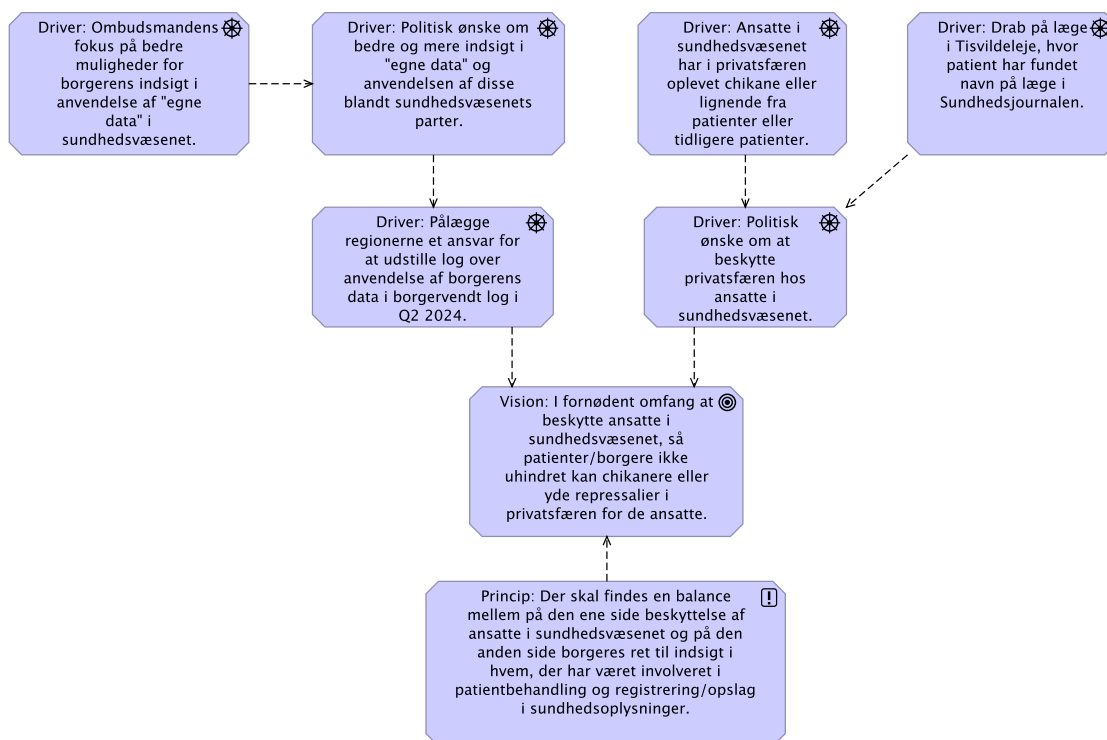 Driver: Ombudsmandens
fokus på bedre
muligheder for
borgerens indsigt i
anvendelse af "egne
data" i
sundhedsvæsenet.
Driver: Politisk ønske om
bedre og mere indsigt i
"egne data" og
anvendelsen af disse
blandt sundhedsvæsenets
parter.
Driver: Ansatte i
sundhedsvæsenet
har i privatsfæren
oplevet chikane eller
lignende fra
patienter eller
tidligere patienter.
Driver: Drab på læge
i Tisvildeleje, hvor
patient har fundet
navn på læge i
Sundhedsjournalen.
Driver: Pålægge
regionerne et ansvar for
at udstille log over
anvendelse af borgerens
data i borgervendt log i
Q2 2024.
Driver: Politisk
ønske om at
beskytte
privatsfæren hos
ansatte i
sundhedsvæsenet.
Vision: I fornødent omfang at
beskytte ansatte i
sundhedsvæsenet, så
patienter/borgere ikke
uhindret kan chikanere eller
yde repressalier i
privatsfæren for de ansatte.
Princip: Der skal findes en balance
mellem på den ene side beskyttelse af
ansatte i sundhedsvæsenet og på den
anden side borgeres ret til indsigt i
hvem, der har været involveret i
patientbehandling og registrering/opslag
i sundhedsoplysninger.